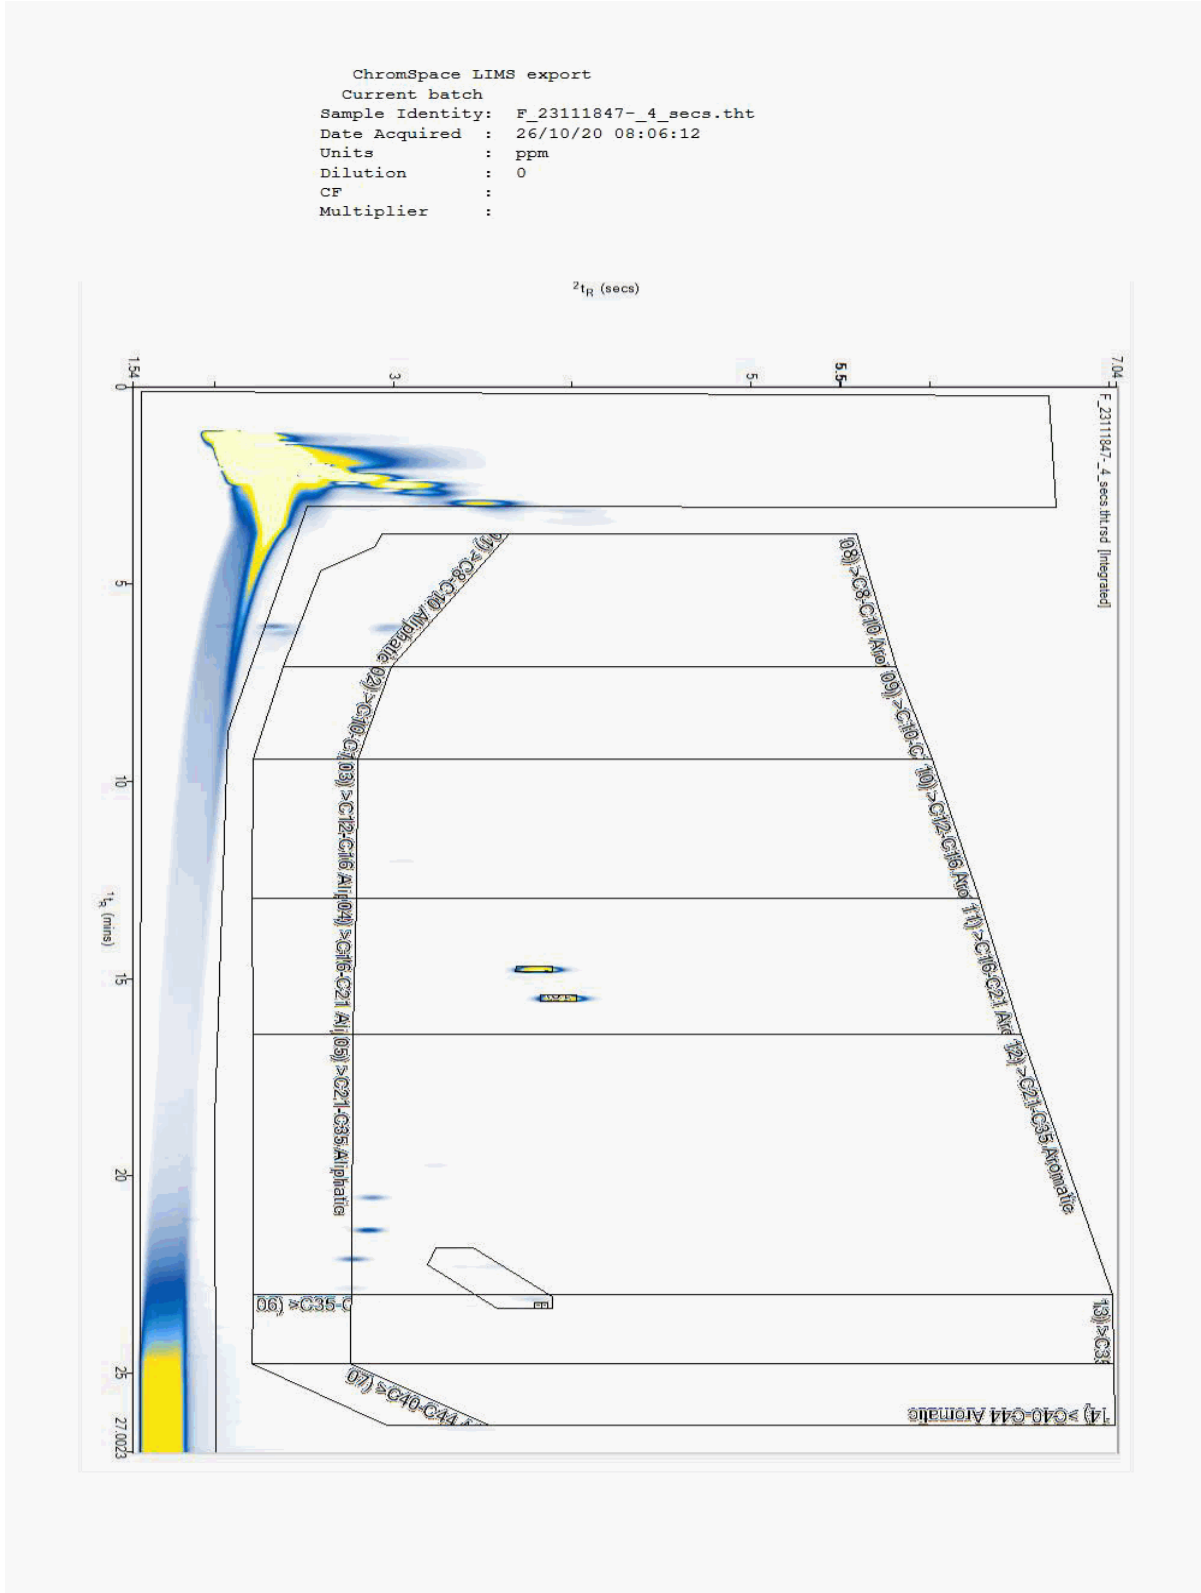 ChromSpace LIMS export
Current batch
Sample Identity: F_23111847-_4_secs.tht
Date Acquired : 26/10/20 08:06:12
Units : ppm
Dilution : 0
CF :
Multiplier :
²tR (secs)
1.54
3
5
5.5
7.04
F_23111847-_4_secs.tht.rsd [Integrated]
0
5
10
15
20
25
27.0023
¹tR (mins)
01) >C8-C10 Aliphatic
02) >C10-C
03) >C12-C16 Alip
04) >C16-C21 Ali
05) >C21-C35 Aliphatic
06) >C35-C
07) >C40-C44
08) >C8-C10 Aro
09) >C10-C
10) >C12-C16 Aro
11) >C16-C21 Aro
12) >C21-C35 Aromatic
13) >C35
14) >C40-C44 Aromatic